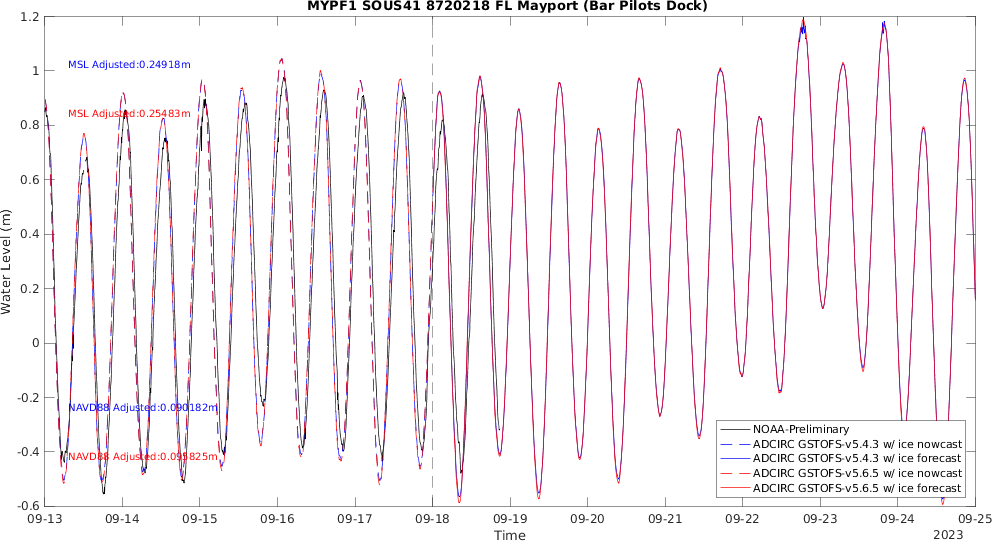 MYPF1 SOUS41 8720218 FL Mayport (Bar Pilots Dock)
1.2
1
0.8
0.6
0.4
0.2
0
-0.2
-0.4
-0.6
Water Level (m)
MSL Adjusted:0.24918m
MSL Adjusted:0.25483m
NAVD88 Adjusted:0.090182m
NAVD88 Adjusted:0.095825m
NOAA-Preliminary
ADCIRC GSTOFS-v5.4.3 w/ ice nowcast
ADCIRC GSTOFS-v5.4.3 w/ ice forecast
ADCIRC GSTOFS-v5.6.5 w/ ice nowcast
ADCIRC GSTOFS-v5.6.5 w/ ice forecast
09-13 09-14 09-15 09-16 09-17 09-18 09-19 09-20 09-21 09-22 09-23 09-24 09-25
Time
2023